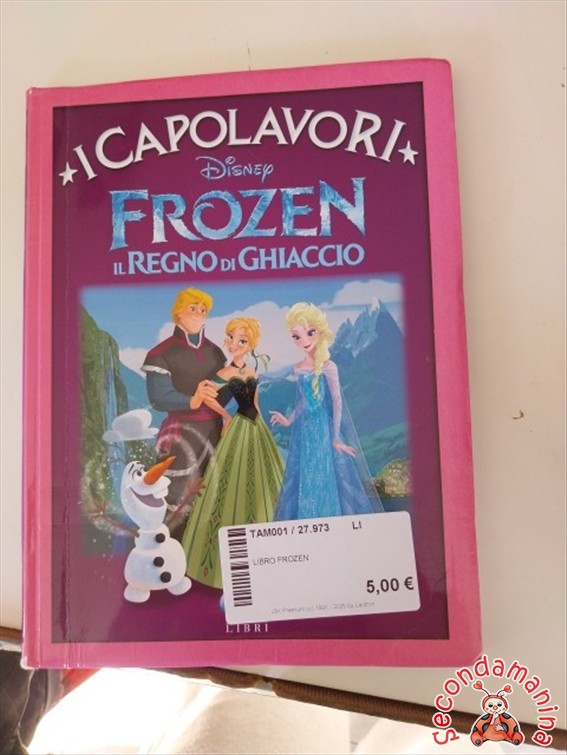 I CAPOLAVORI
Disney
FROZEN
IL REGNO DI GHIACCIO
TAM001 / 27.973 LI
LIBRO FROZEN
5,00 €
LIBRI
Secondamanina